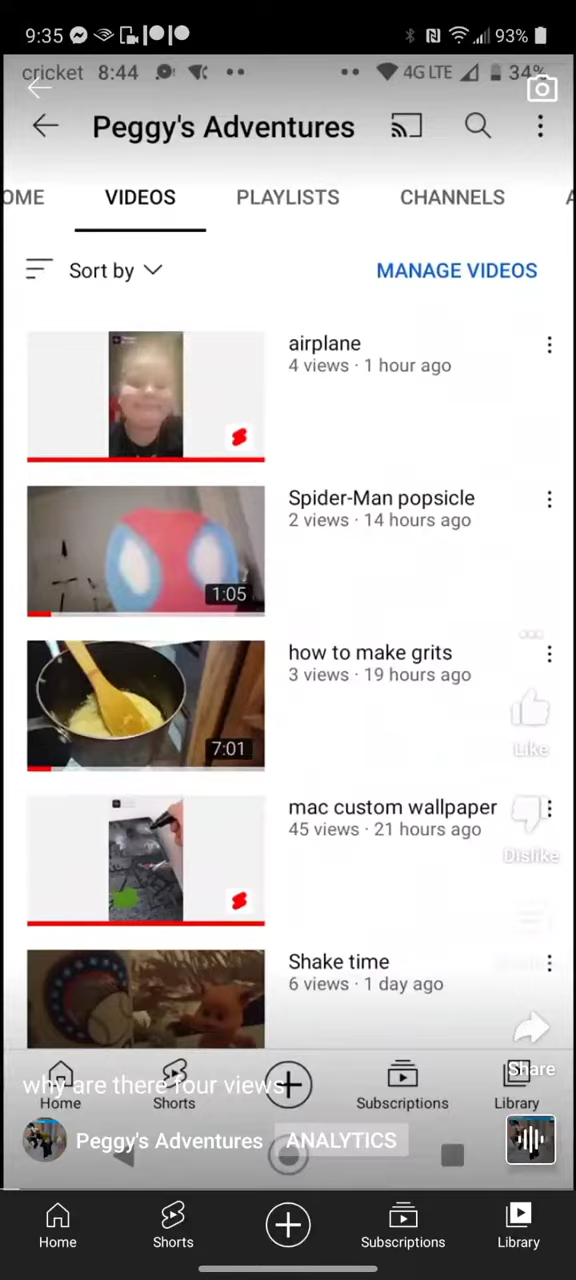 9:35 93%
cricket 8:44 4G LTE 34%
Peggy's Adventures
OME VIDEOS PLAYLISTS CHANNELS A
Sort by MANAGE VIDEOS
airplane
4 views · 1 hour ago
Spider-Man popsicle
2 views · 14 hours ago
1:05
how to make grits
3 views · 19 hours ago
7:01
Like
mac custom wallpaper
45 views · 21 hours ago
Dislike
Shake time
6 views · 1 day ago
Share
why are there four views
Home Shorts Subscriptions Library
Peggy's Adventures ANALYTICS
Home Shorts Subscriptions Library